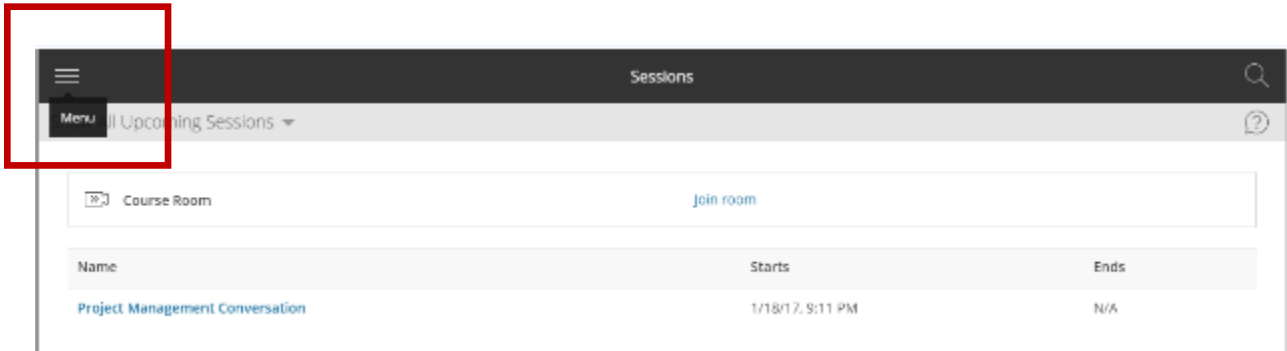 Sessions
Menu
ll Upcoming Sessions
Course Room
Join room
Name Starts Ends
Project Management Conversation 1/18/17, 9:11 PM N/A